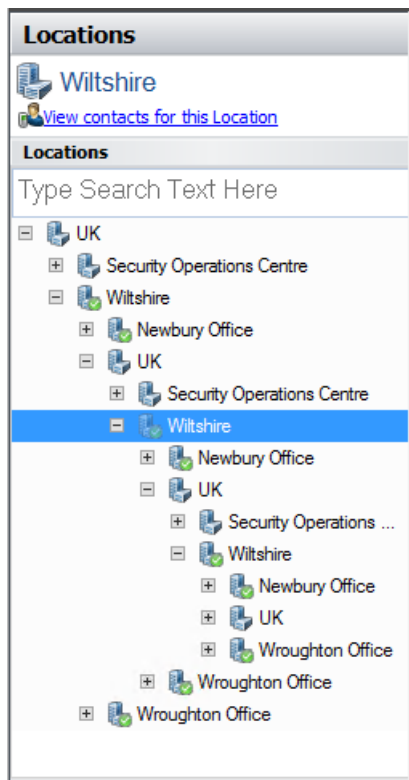 Locations
Wiltshire
View contacts for this Location
Locations
Type Search Text Here
UK
Security Operations Centre
Wiltshire
Newbury Office
UK
Security Operations Centre
Wiltshire
Newbury Office
UK
Security Operations ...
Wiltshire
Newbury Office
UK
Wroughton Office
Wroughton Office
Wroughton Office